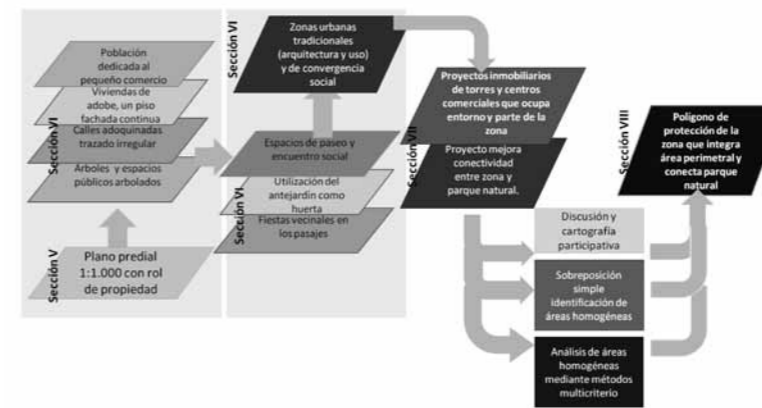 Sección VI
Población
dedicada al
pequeño comercio
Viviendas de
adobe, un piso
fachada continua
Calles adoquinadas
trazado irregular
Árboles y espacios
públicos arbolados
Sección V
Plano predial
1:1.000 con rol
de propiedad
Sección VI
Zonas urbanas
tradicionales
(arquitectura y uso)
y de convergencia
social
Sección VI
Espacios de paseo y
encuentro social
Utilización del
antejardín como
huerta
Fiestas vecinales en
los pasajes
Sección VII
Proyectos inmobiliarios
de torres y centros
comerciales que ocupa
entorno y parte de la
zona
Proyecto mejora
conectividad
entre zona y
parque natural.
Discusión y
cartografía
participativa
Sobreposición
simple
identificación de
áreas homogéneas
Análisis de áreas
homogéneas
mediante métodos
multicriterio
Sección VIII
Polígono de
protección de la
zona que integra
área perimetral y
conecta parque
natural